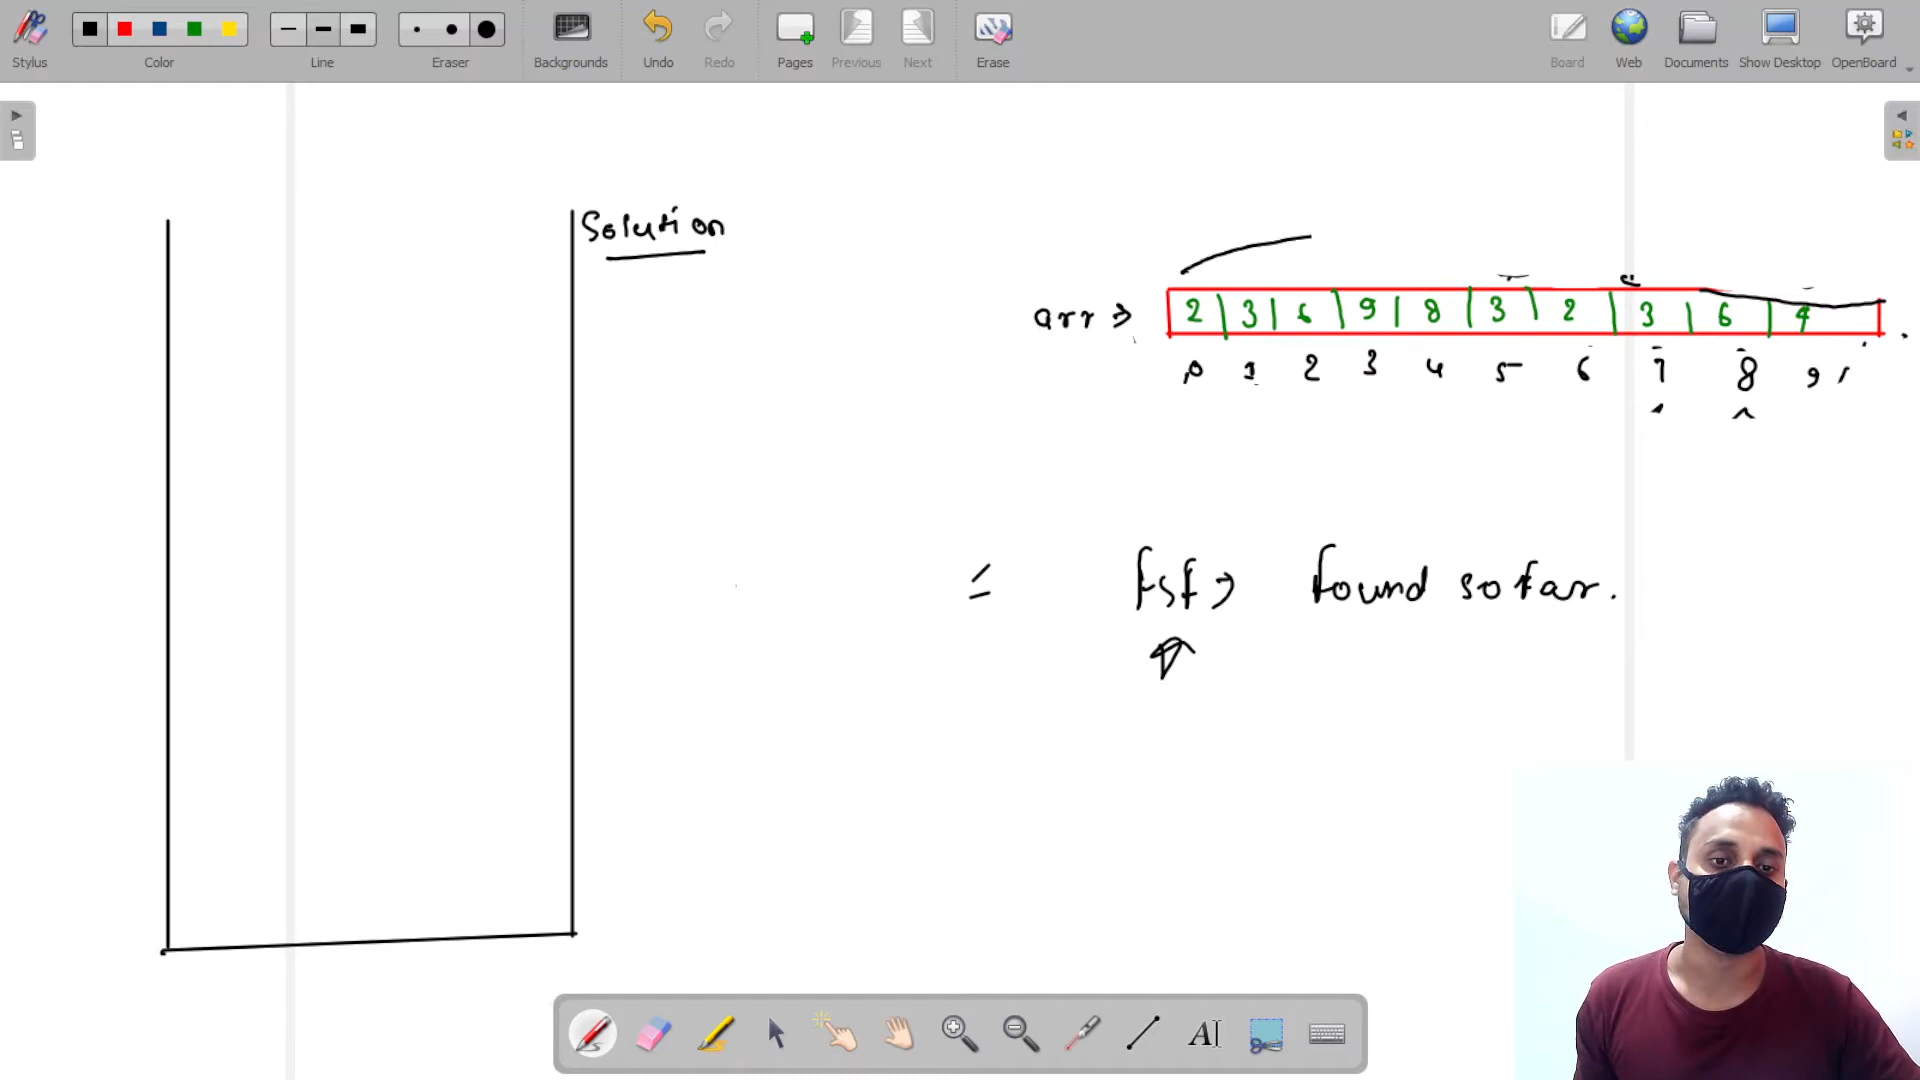 Stylus
Color
Line
Eraser
Backgrounds
Undo
Redo
Pages
Previous
Next
Erase
Board
Web
Documents
Show Desktop
OpenBoard
Solution
arr → 2 3 6 9 8 3 2 3 6 9
0 1 2 3 4 5 6 7 8 9
fsf → found so far.